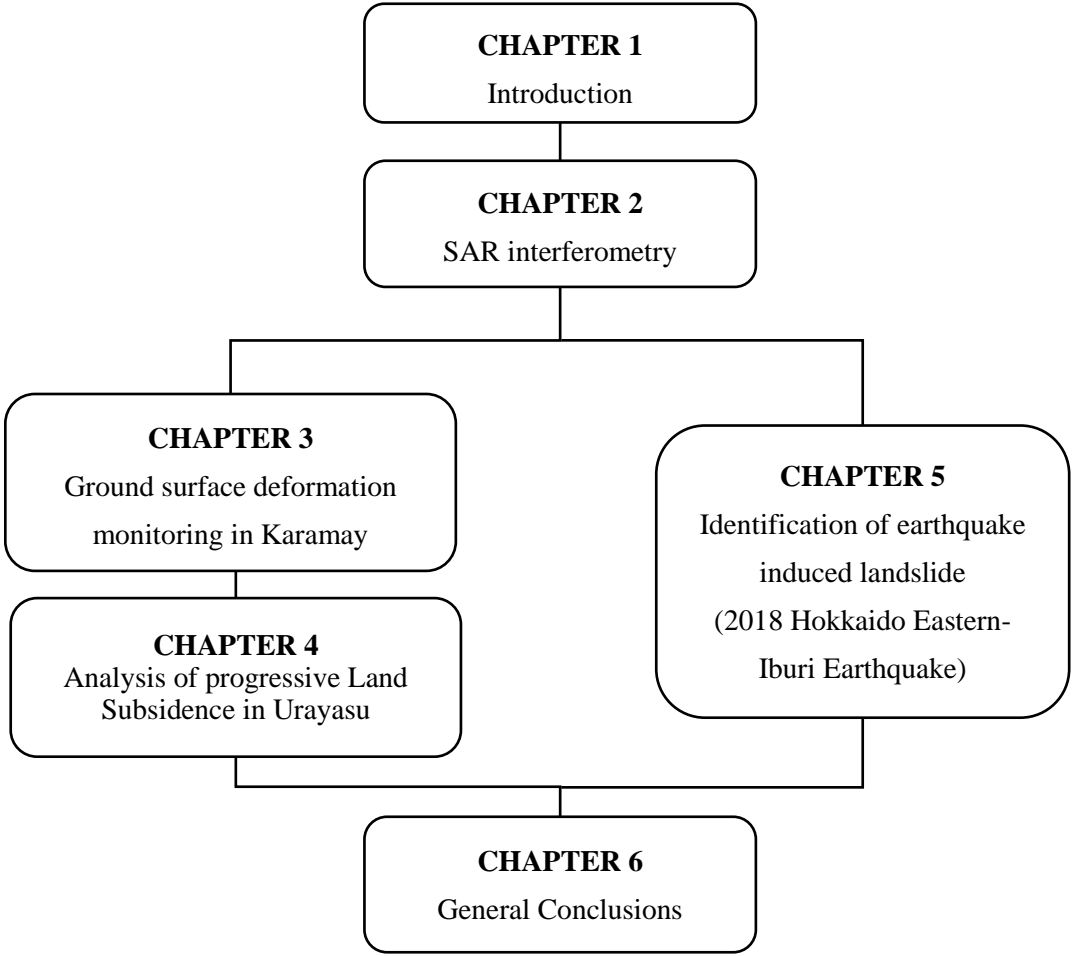 CHAPTER 1
Introduction
CHAPTER 2
SAR interferometry
CHAPTER 3
Ground surface deformation
monitoring in Karamay
CHAPTER 4
Analysis of progressive Land
Subsidence in Urayasu
CHAPTER 5
Identification of earthquake
induced landslide
(2018 Hokkaido Eastern-
Iburi Earthquake)
CHAPTER 6
General Conclusions